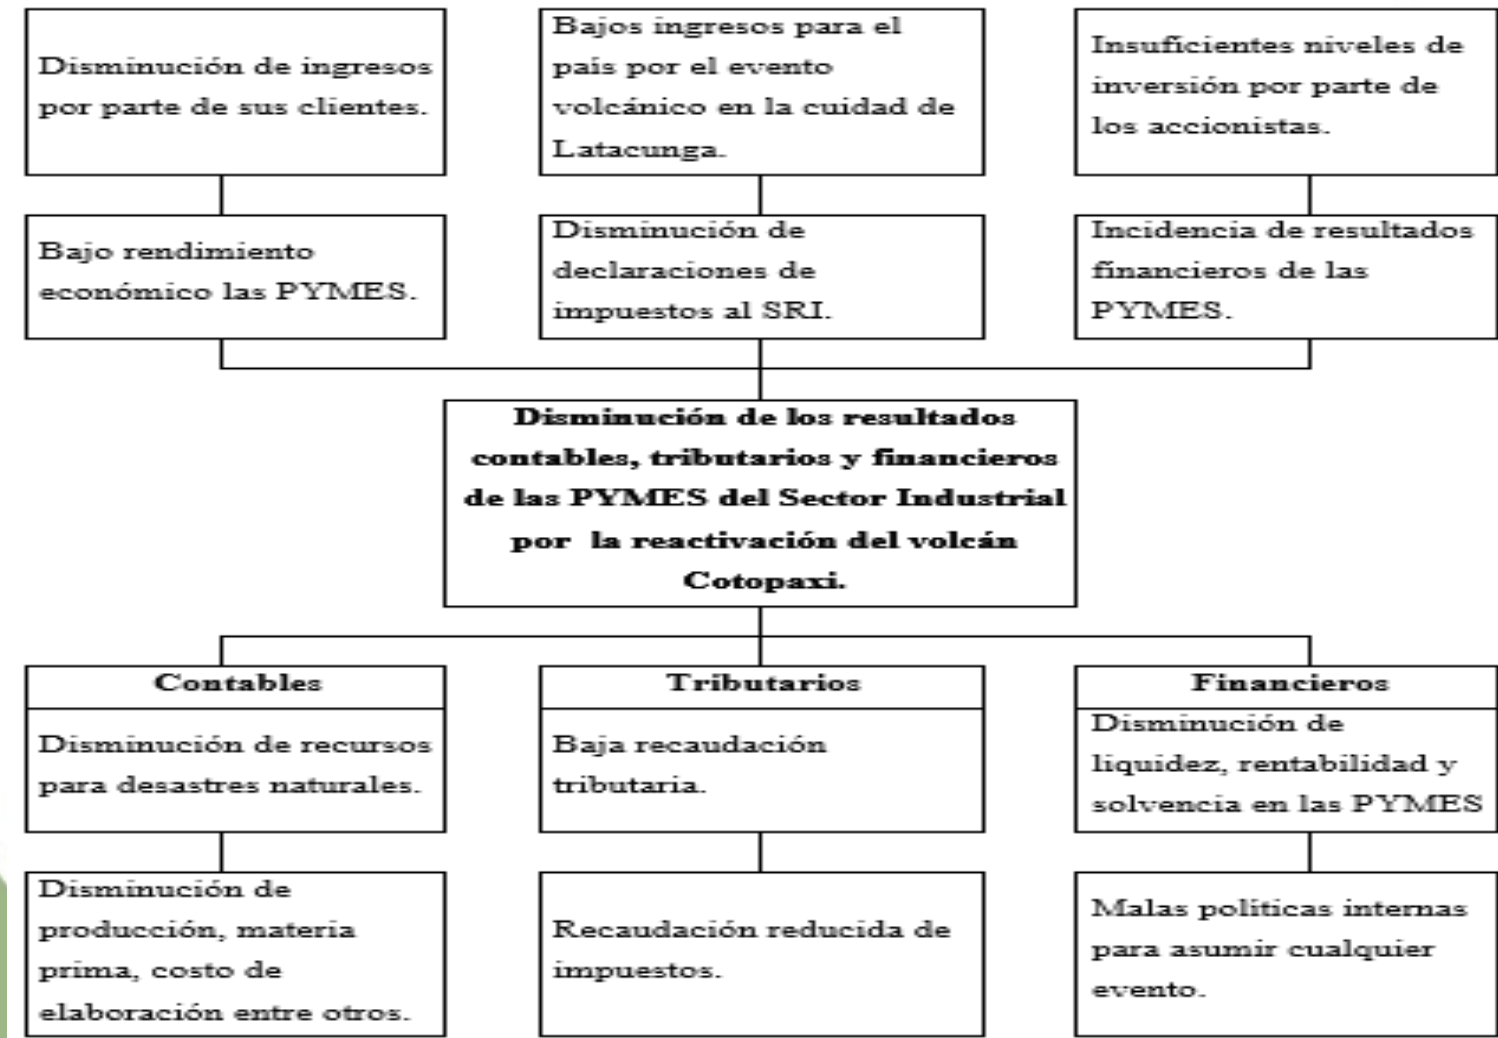 Disminución de ingresos
por parte de sus clientes.
Bajos ingresos para el
país por el evento
volcánico en la cuidad de
Latacunga.
Insuficientes niveles de
inversión por parte de
los accionistas.
Bajo rendimiento
económico las PYMES.
Disminución de
declaraciones de
impuestos al SRI.
Incidencia de resultados
financieros de las
PYMES.
Disminución de los resultados
contables, tributarios y financieros
de las PYMES del Sector Industrial
por la reactivación del volcán
Cotopaxi.
Contables
Disminución de recursos
para desastres naturales.
Tributarios
Baja recaudación
tributaria.
Financieros
Disminución de
liquidez, rentabilidad y
solvencia en las PYMES
Disminución de
producción, materia
prima, costo de
elaboración entre otros.
Recaudación reducida de
impuestos.
Malas políticas internas
para asumir cualquier
evento.